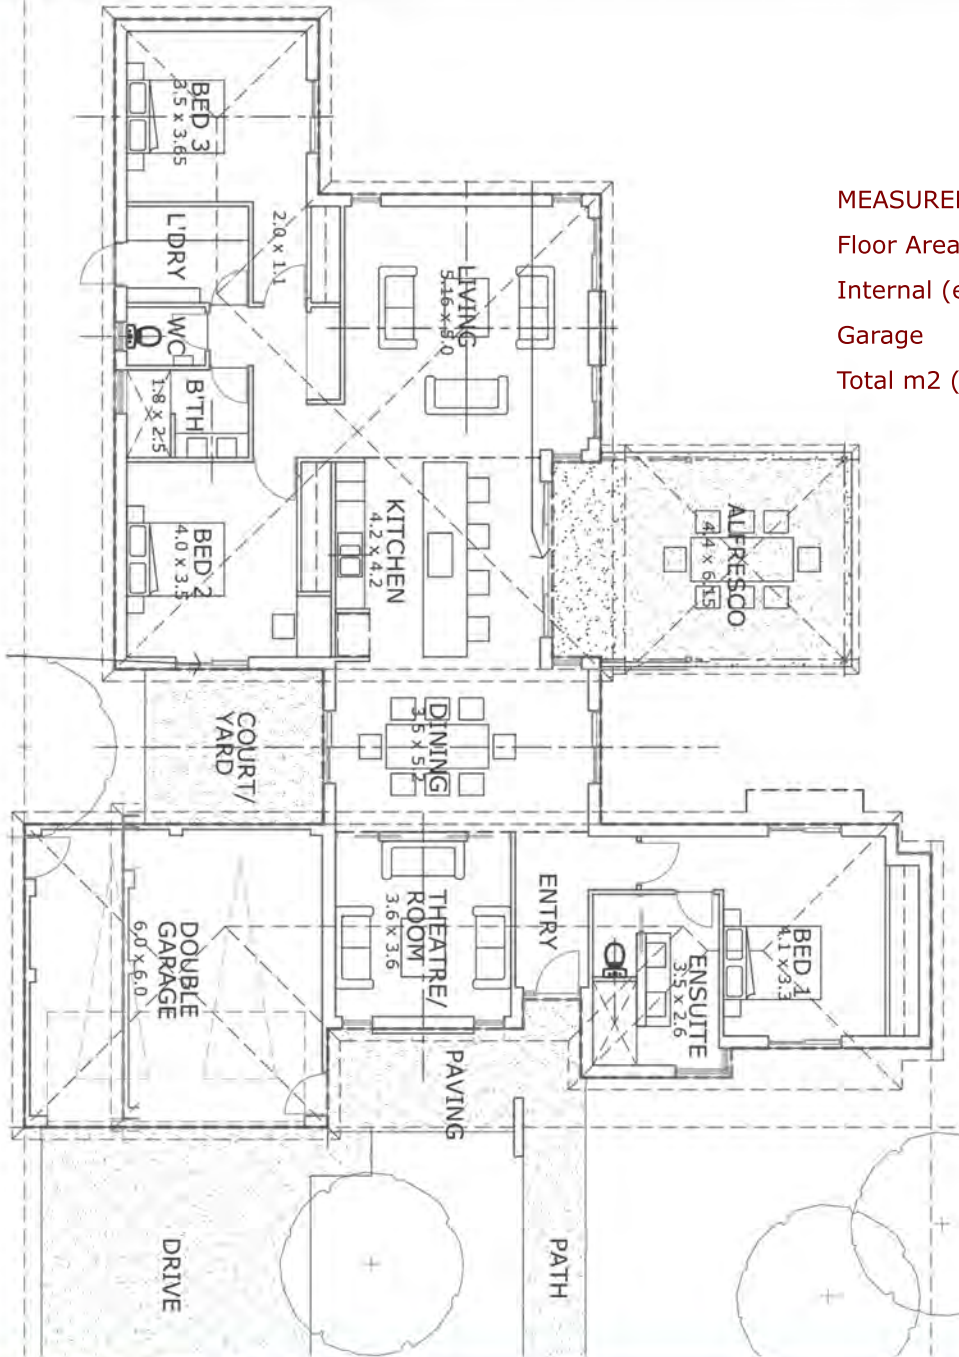 BED 3
3.5 x 3.65
L'DRY
2.0 x 1.1
WC
B'TH
1.8 x 2.5
LIVING
5.16 x 5.0
BED 2
4.0 x 3.5
KITCHEN
4.2 x 4.2
ALFRESCO
4.4 x 6.15
COURT/
YARD
DINING
3.5 x 5.2
DOUBLE
GARAGE
6.0 x 6.0
THEATRE/
ROOM
3.6 x 3.6
ENTRY
ENSUITE
3.5 x 2.6
BED 1
4.1 x 3.3
PAVING
DRIVE
PATH
Floor Area
Internal (
Garage
Total m2 (